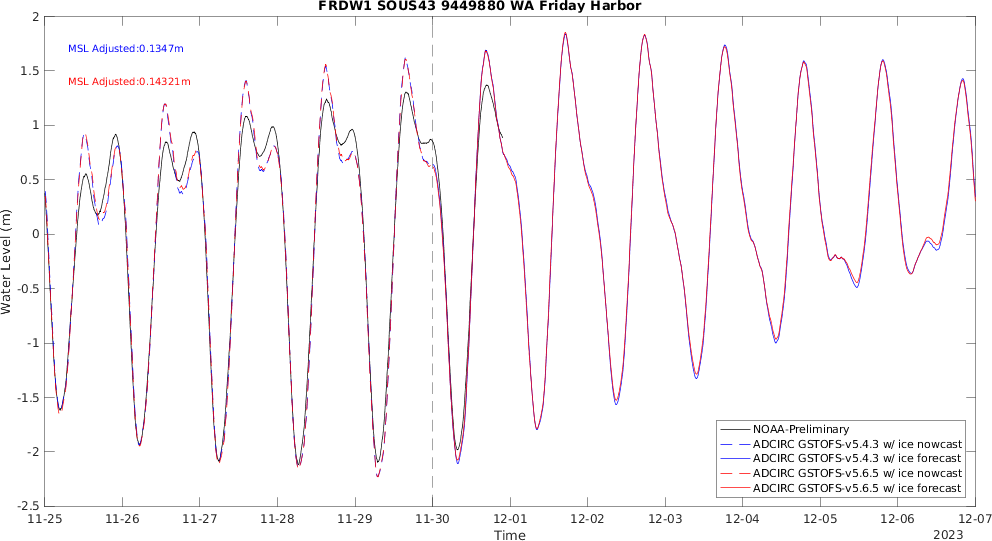 FRDW1 SOUS43 9449880 WA Friday Harbor
MSL Adjusted:0.1347m
MSL Adjusted:0.14321m
Water Level (m)
2
1.5
1
0.5
0
-0.5
-1
-1.5
-2
-2.5
NOAA-Preliminary
ADCIRC GSTOFS-v5.4.3 w/ ice nowcast
ADCIRC GSTOFS-v5.4.3 w/ ice forecast
ADCIRC GSTOFS-v5.6.5 w/ ice nowcast
ADCIRC GSTOFS-v5.6.5 w/ ice forecast
11-25 11-26 11-27 11-28 11-29 11-30 12-01 12-02 12-03 12-04 12-05 12-06 12-07
Time
2023